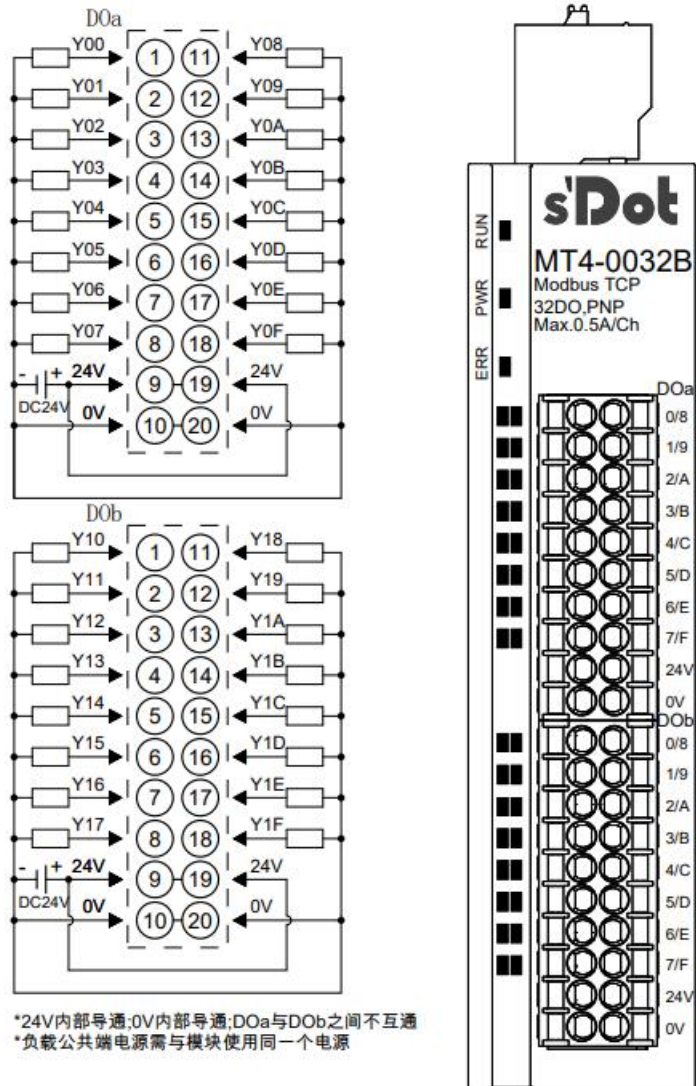 DOa
Y00 1 11 Y08
Y01 2 12 Y09
Y02 3 13 Y0A
Y03 4 14 Y0B
Y04 5 15 Y0C
Y05 6 16 Y0D
Y06 7 17 Y0E
Y07 8 18 Y0F
- + 24V 9 19 24V
DC24V
0V 10 20 0V
DOb
Y10 1 11 Y18
Y11 2 12 Y19
Y12 3 13 Y1A
Y13 4 14 Y1B
Y14 5 15 Y1C
Y15 6 16 Y1D
Y16 7 17 Y1E
Y17 8 18 Y1F
- + 24V 9 19 24V
DC24V
0V 10 20 0V
*24V内部导通;0V内部导通;DOa与DOb之间不互通
*负载公共端电源需与模块使用同一个电源
s'Dot
RUN
MT4-0032B
Modbus TCP
PWR
32DO,PNP
Max.0.5A/Ch
ERR
DOa
0/8
1/9
2/A
3/B
4/C
5/D
6/E
7/F
24V
0V
DOb
0/8
1/9
2/A
3/B
4/C
5/D
6/E
7/F
24V
0V